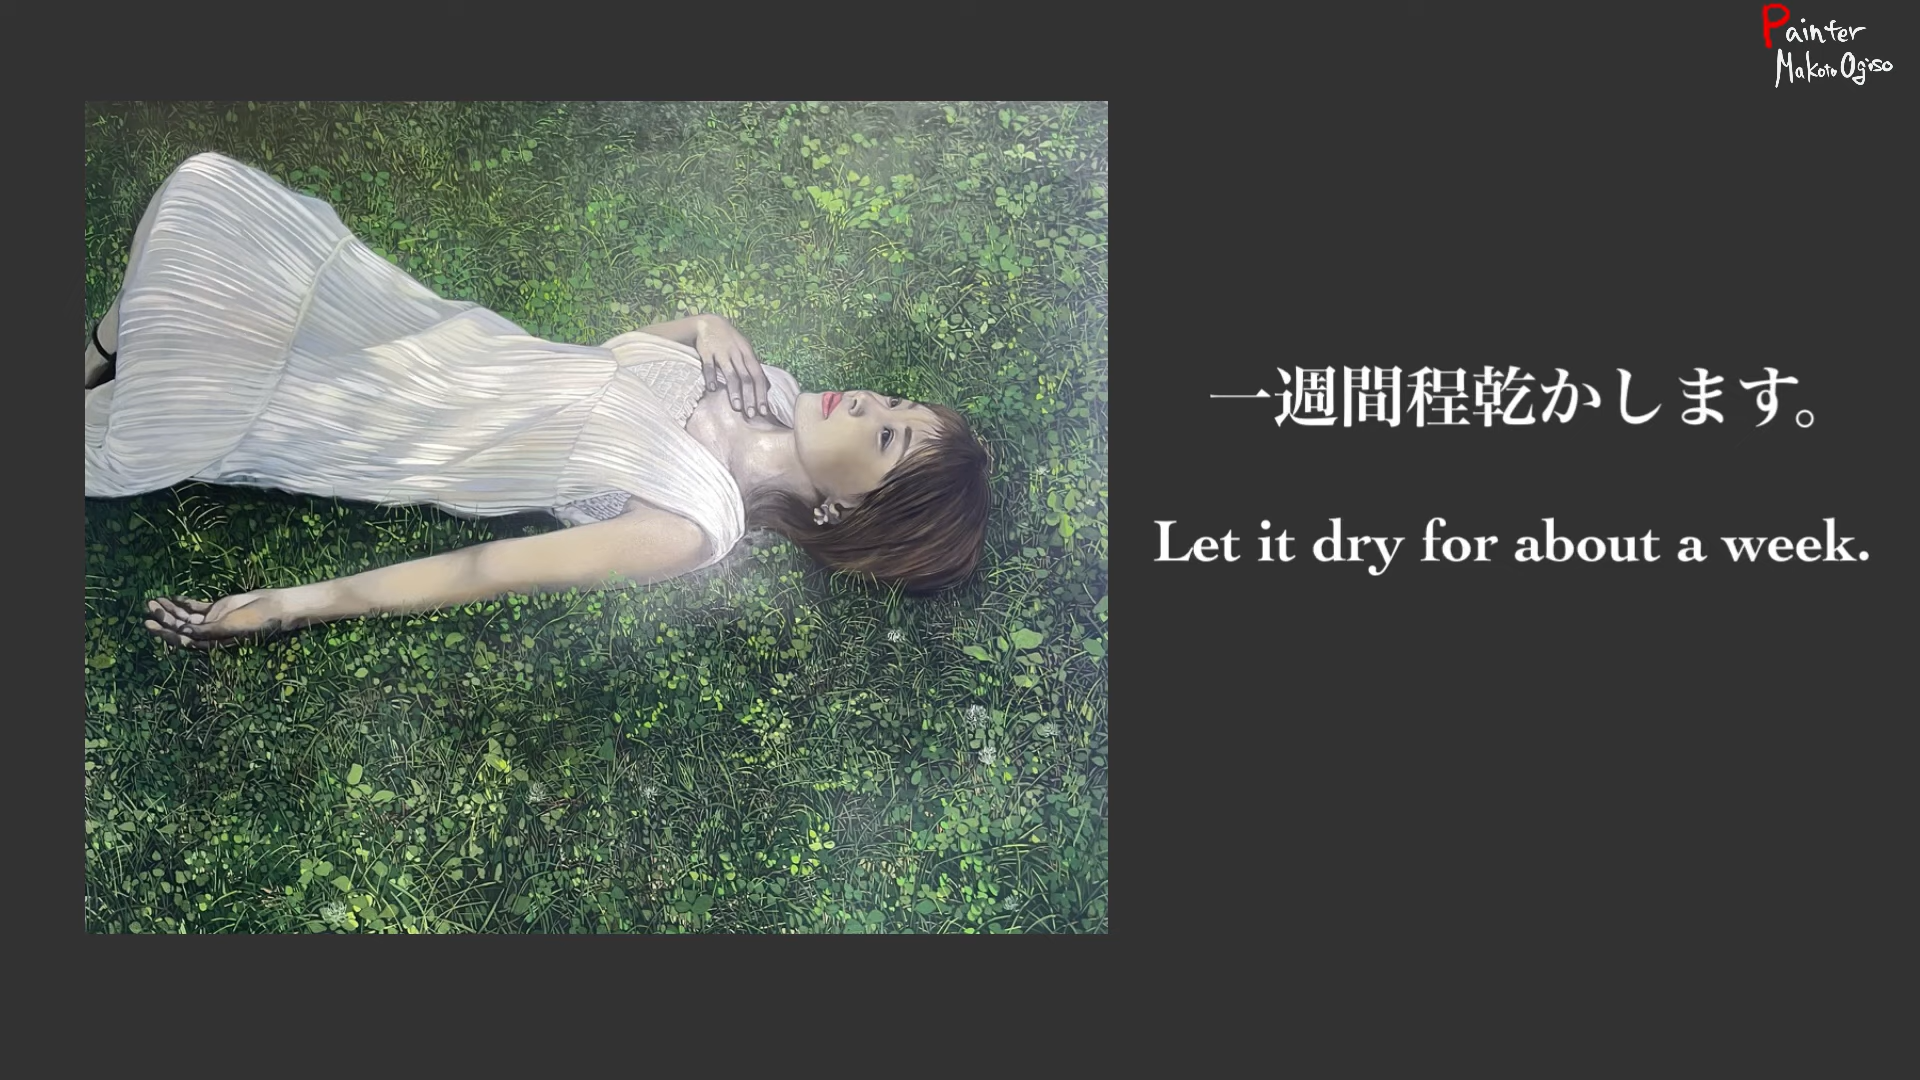 Painter
Makoto Ogiso
一週間程乾かします。
Let it dry for about a week.